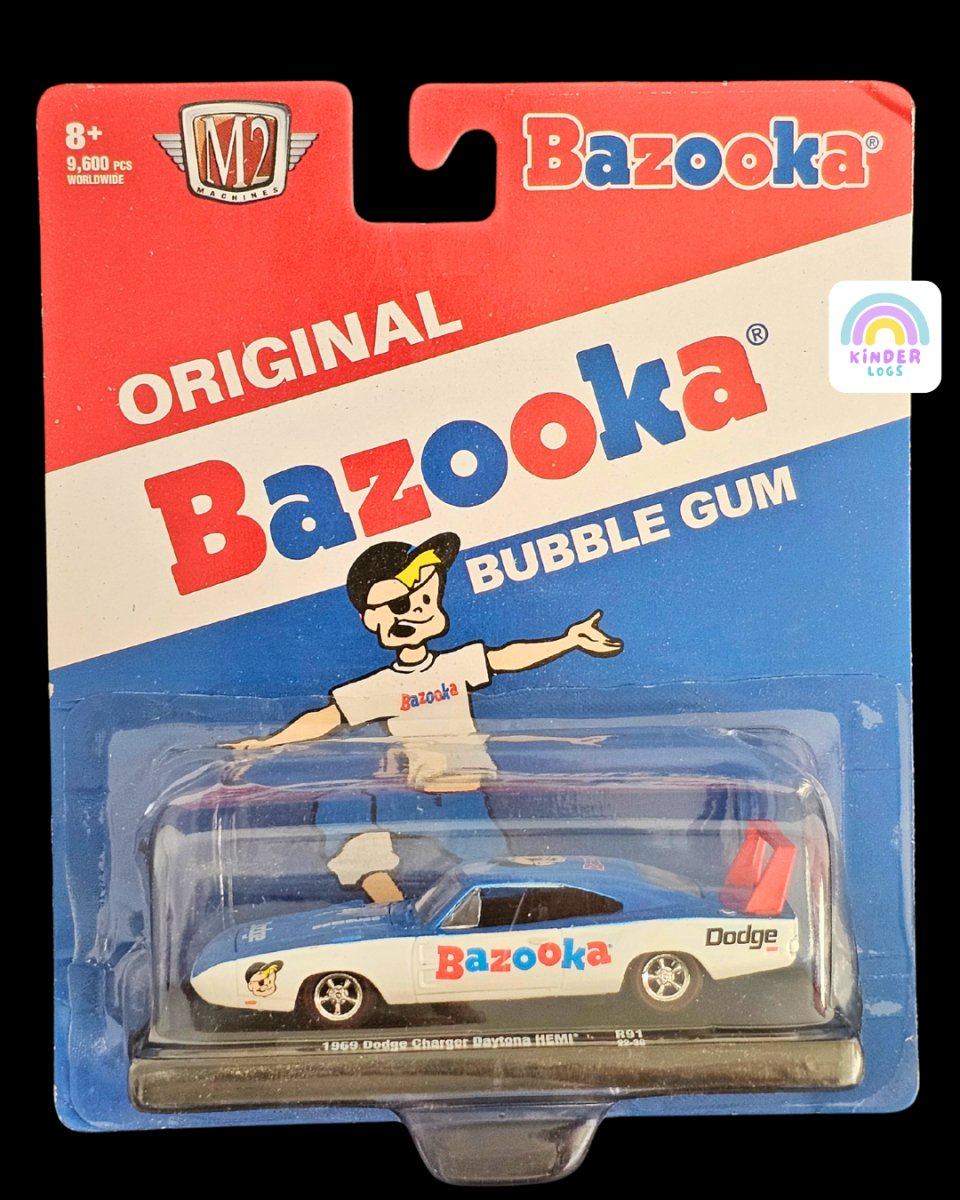 8+
9,600 PCS
WORLDWIDE
M2
MACHINES
Bazooka®
KiNDER
LOGS
ORIGINAL
Bazooka®
BUBBLE GUM
Bazooka
Bazooka
Dodge
1969 Dodge Charger Daytona HEMI®
R91